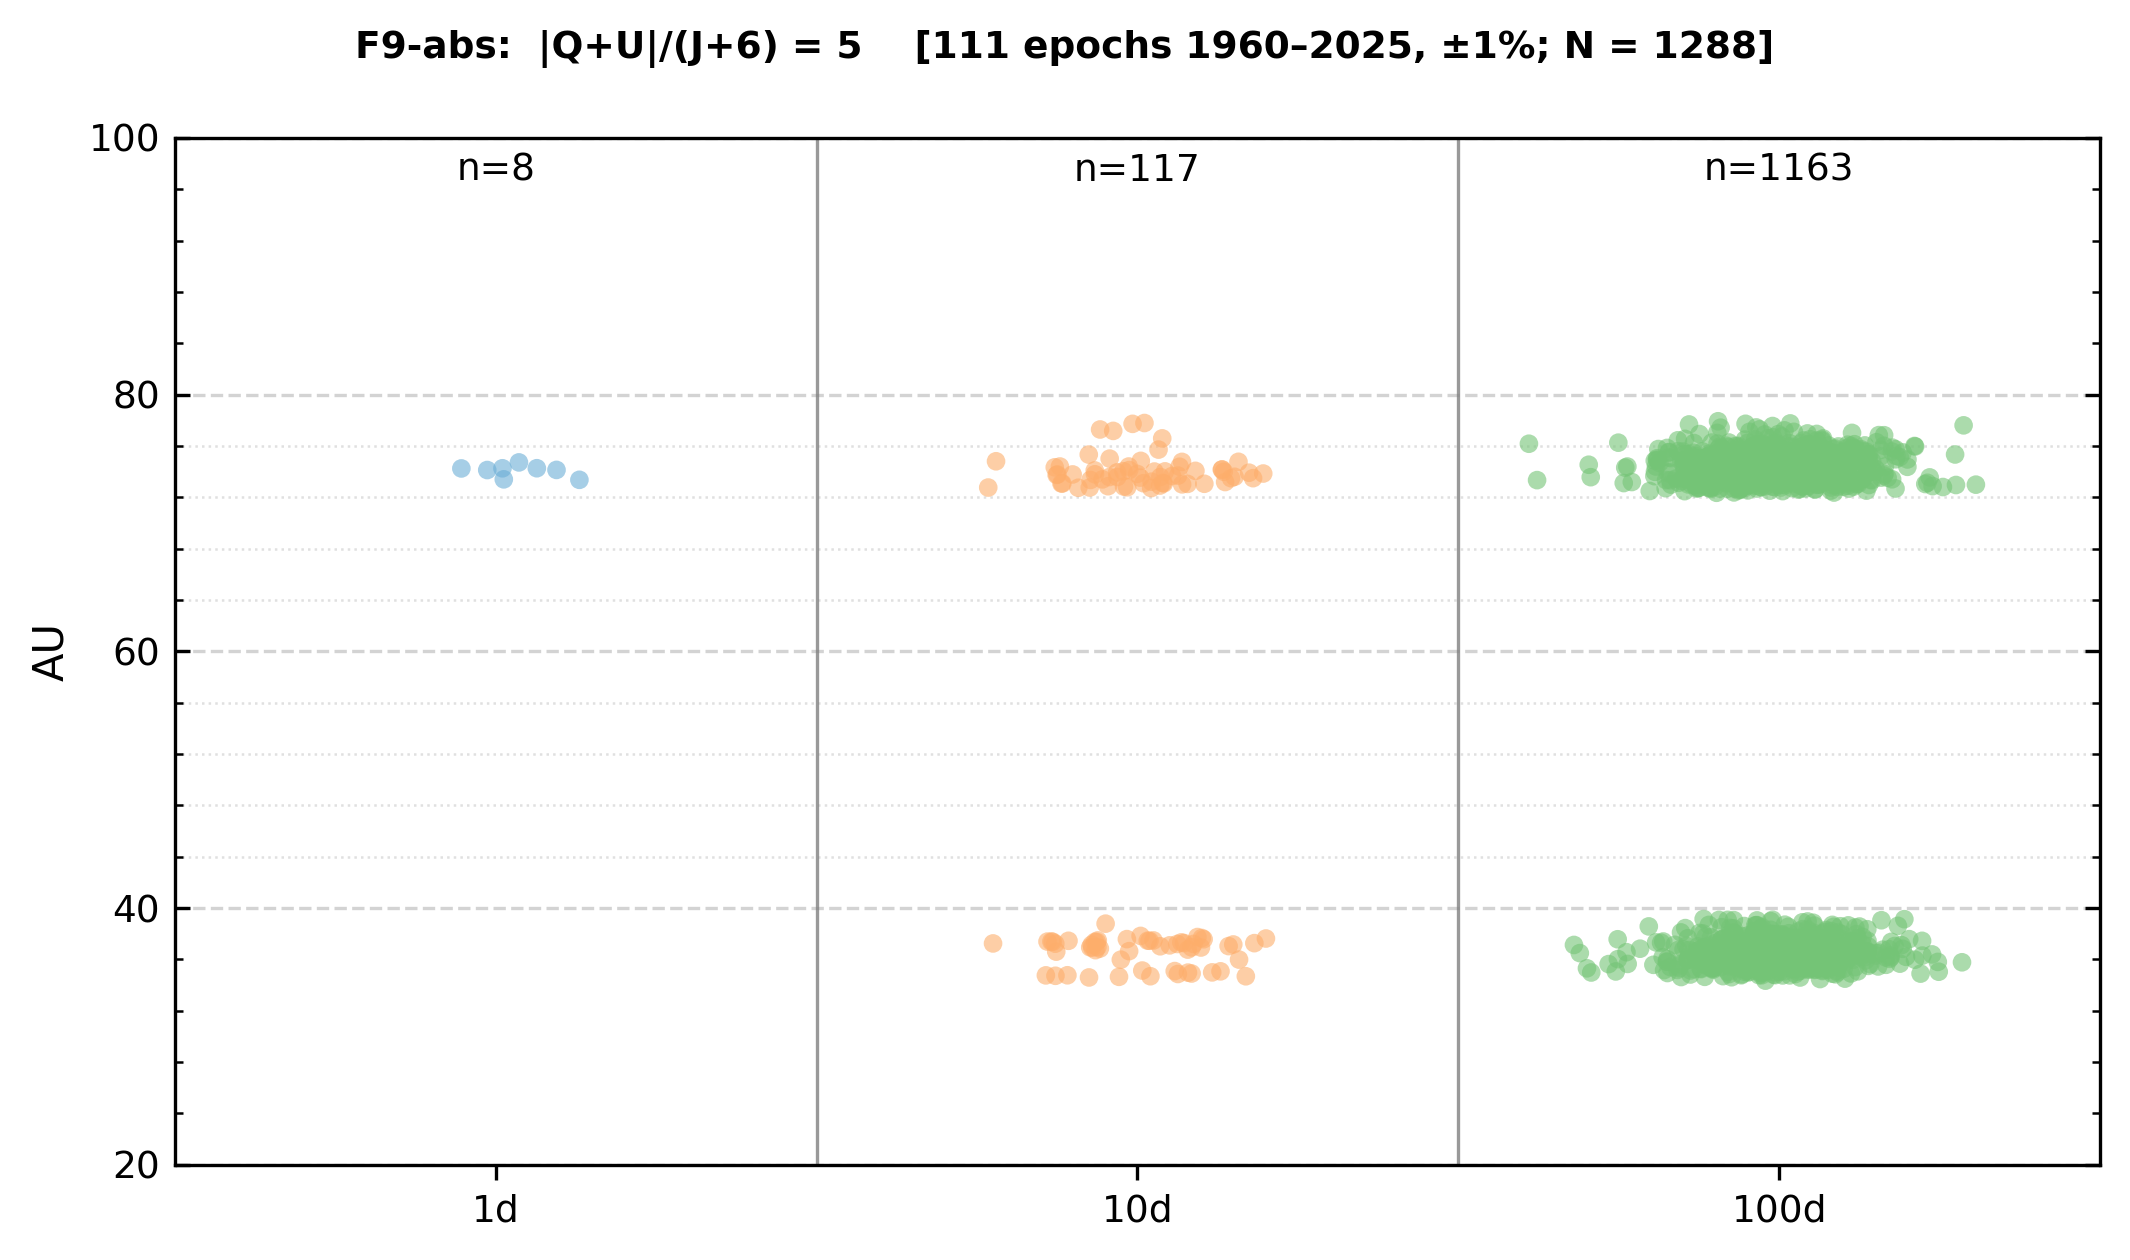 F9-abs:  |Q+U|/(J+6) = 5    [111 epochs 1960–2025, ±1%; N = 1288]
100
n=8 n=117 n=1163
80
60
AU
40
20
1d 10d 100d